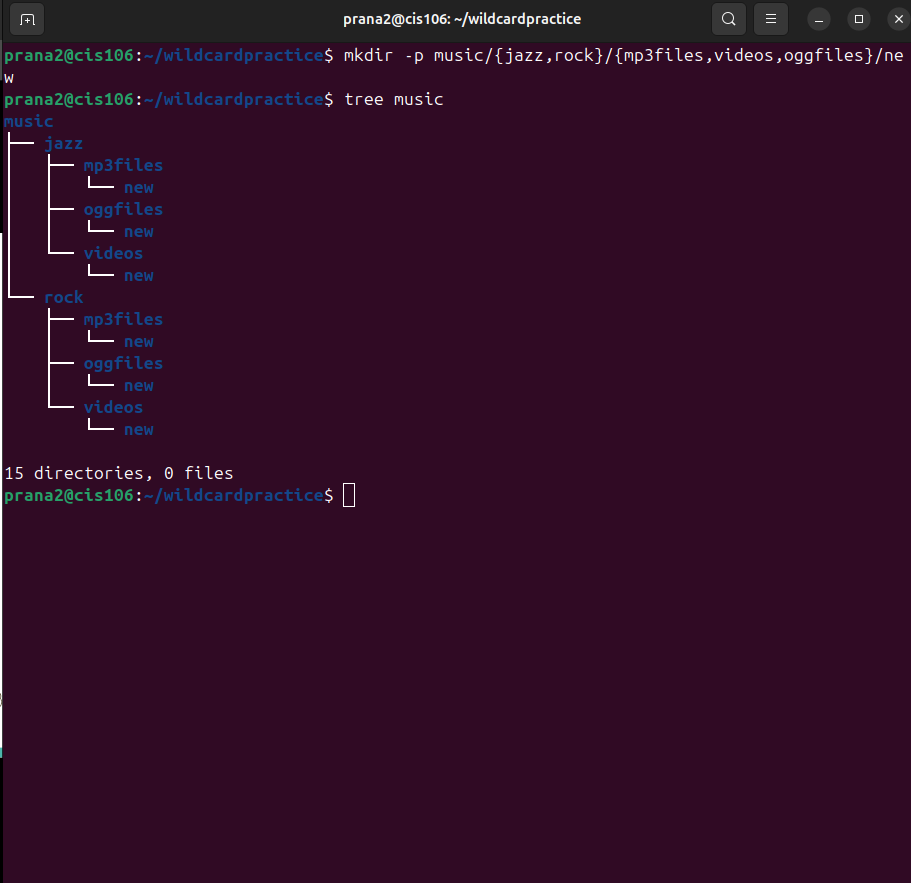 prana2@cis106: ~/wildcardpractice
prana2@cis106:~/wildcardpractice$ mkdir -p music/{jazz,rock}/{mp3files,videos,oggfiles}/ne
w
prana2@cis106:~/wildcardpractice$ tree music
music
├── jazz
│   ├── mp3files
│   │   └── new
│   ├── oggfiles
│   │   └── new
│   └── videos
│       └── new
└── rock
    ├── mp3files
    │   └── new
    ├── oggfiles
    │   └── new
    └── videos
        └── new
15 directories, 0 files
prana2@cis106:~/wildcardpractice$